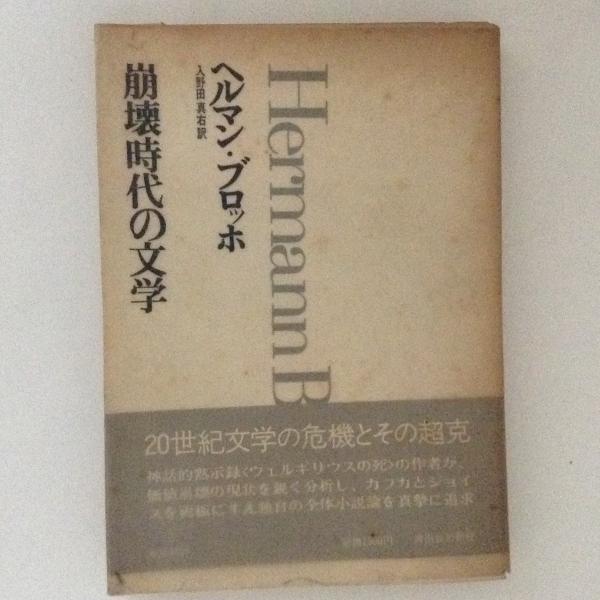 Hermann B
ヘルマン・ブロッホ
入野田真右訳
崩壊時代の文学
20世紀文学の危機とその超克
神話的黙示録〈ウェルギリウスの死〉の作者が、
価値崩壊の現状を鋭く分析し、カフカとジョイ
スを両極にすえ独自の全体小説論を真摯に追求